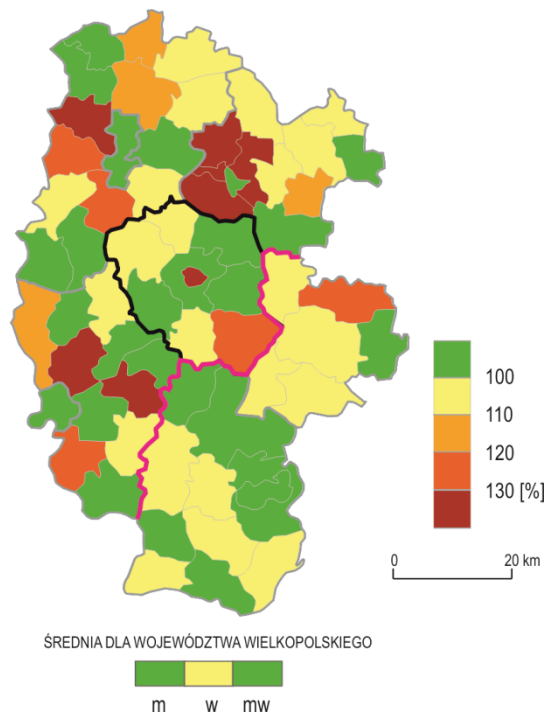 100
110
120
130 [%]
0 20 km
ŚREDNIA DLA WOJEWÓDZTWA WIELKOPOLSKIEGO
m w mw